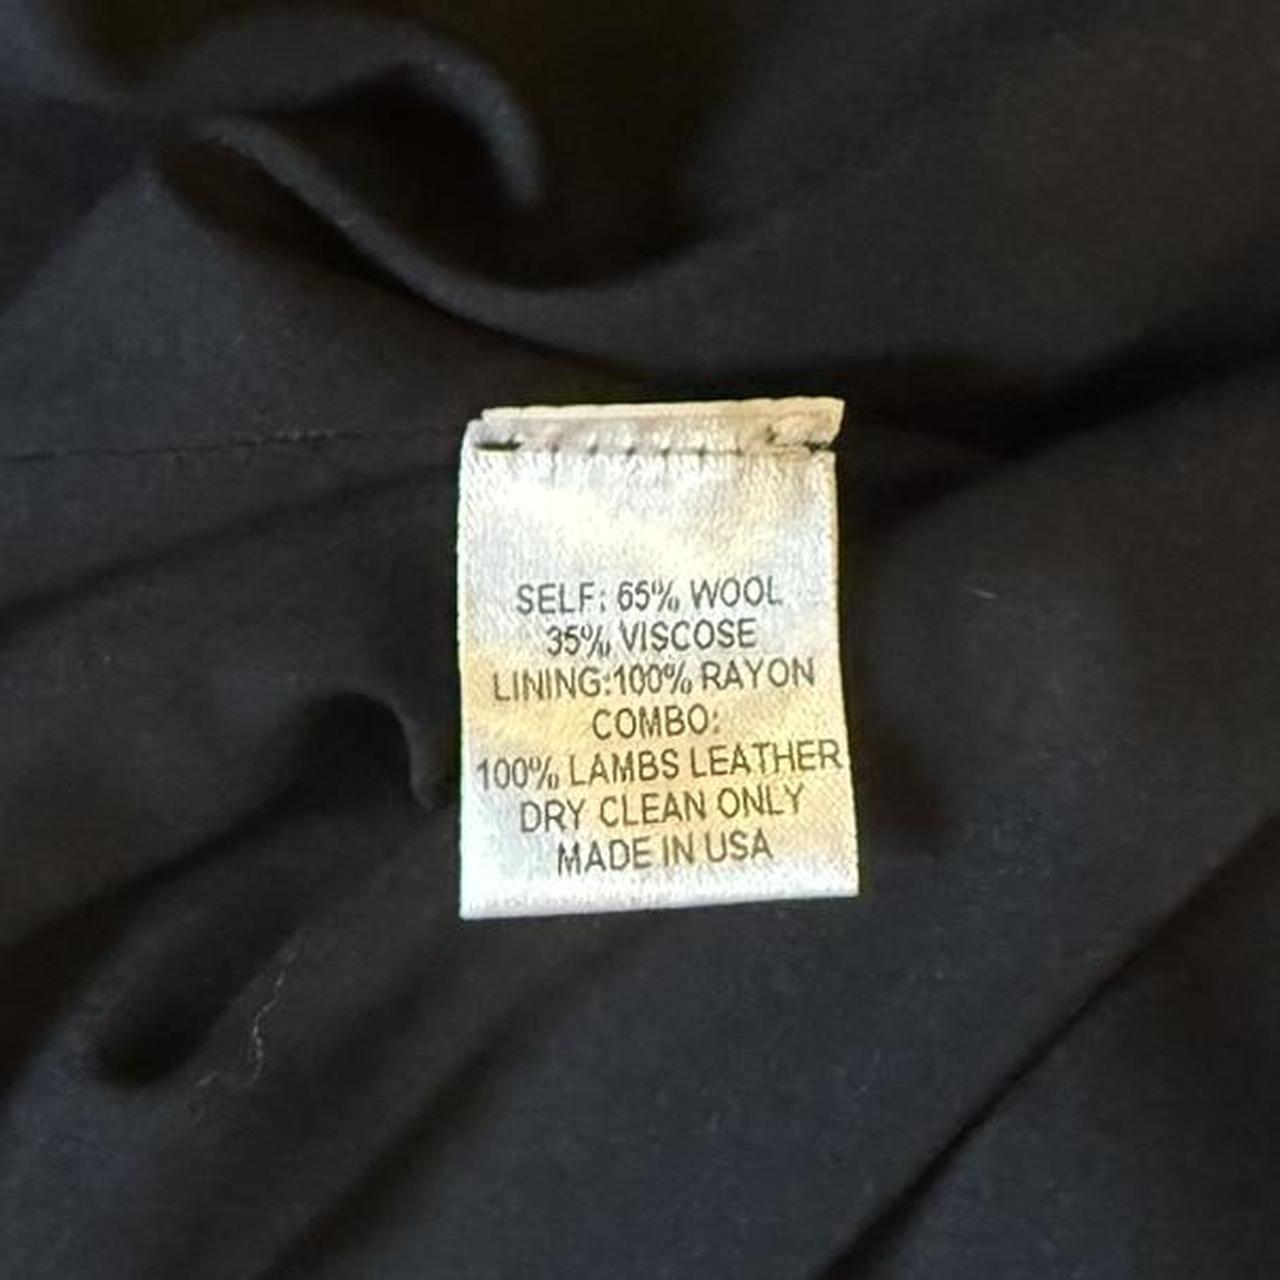 SELF: 65% WOOL
35% VISCOSE
LINING:100% RAYON
COMBO:
100% LAMBS LEATHER
DRY CLEAN ONLY
MADE IN USA